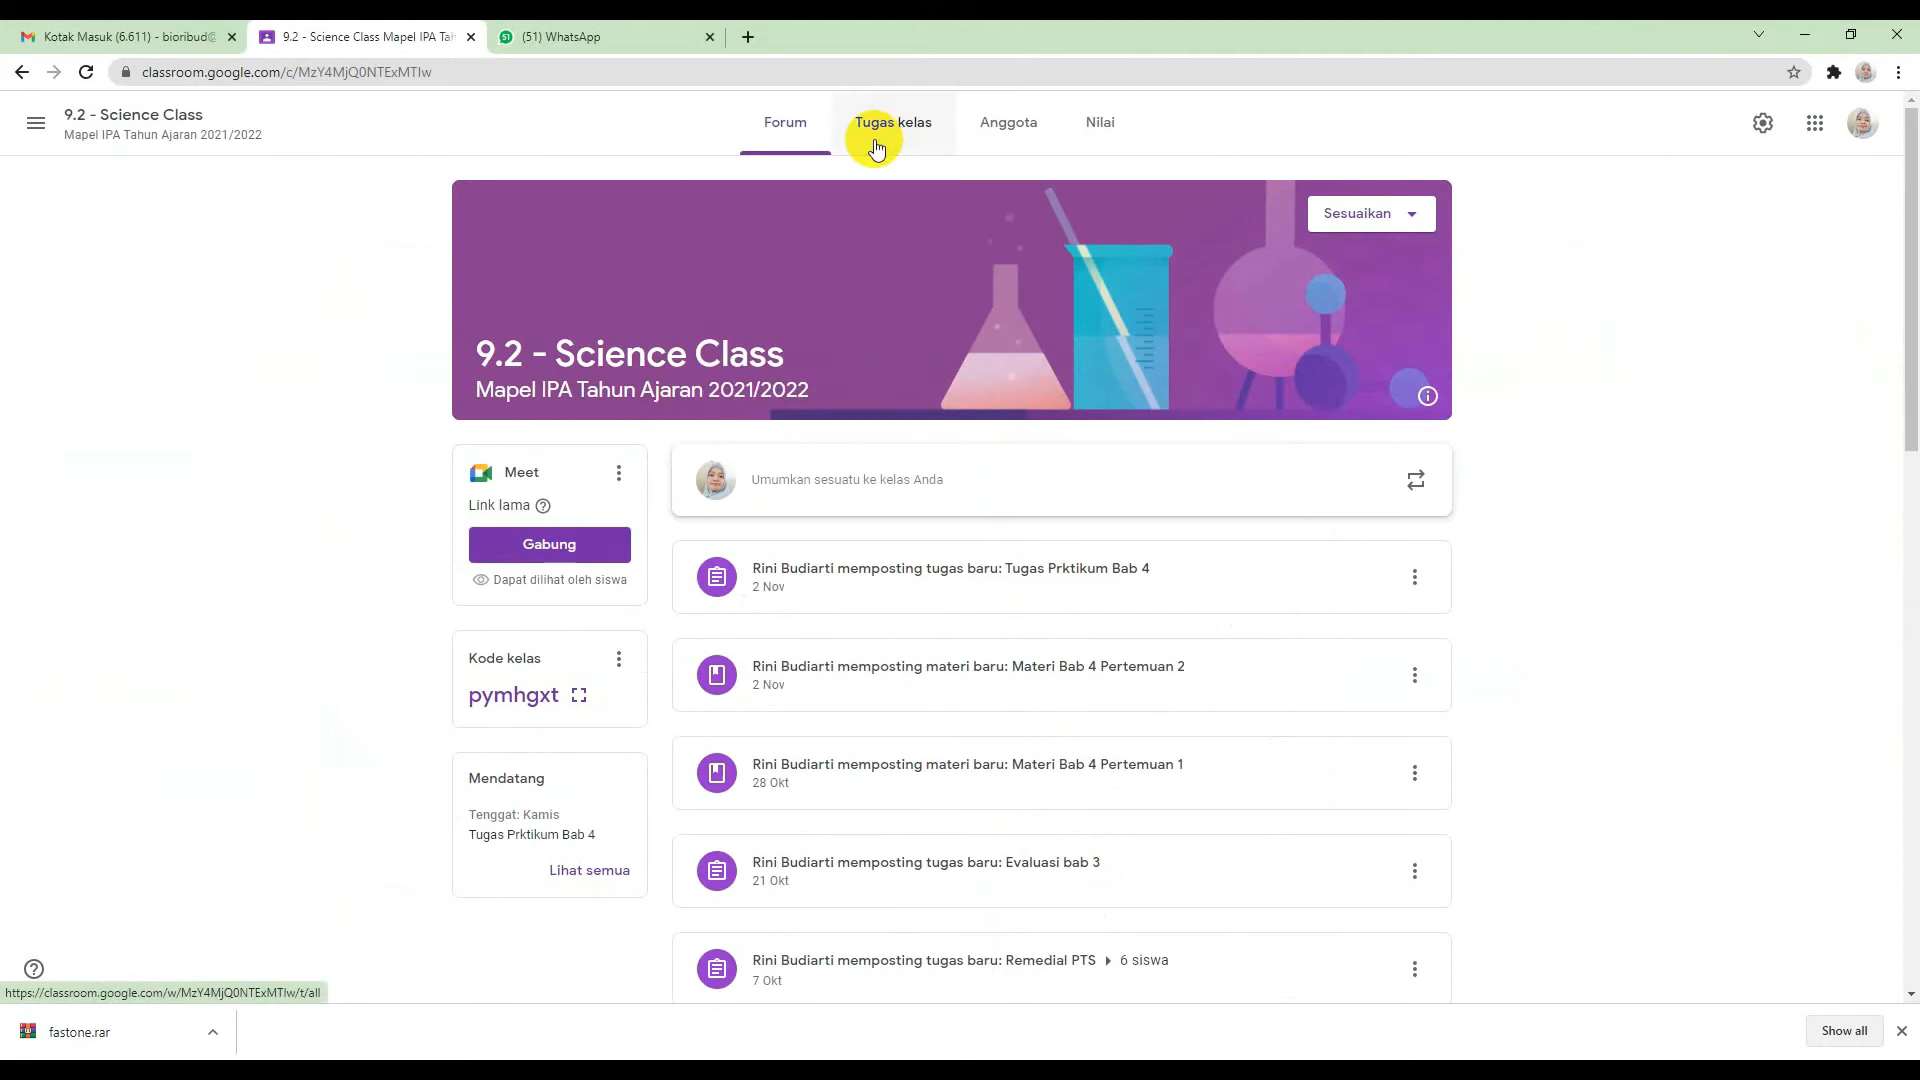 Kotak Masuk (6.611) - bioribud@
9.2 - Science Class Mapel IPA Tah
(51) WhatsApp
classroom.google.com/c/MzY4MjQ0NTExMTIw
9.2 - Science Class
Mapel IPA Tahun Ajaran 2021/2022
Forum
Tugas kelas
Anggota
Nilai
Sesuaikan
9.2 - Science Class
Mapel IPA Tahun Ajaran 2021/2022
Meet
Link lama
Gabung
Dapat dilihat oleh siswa
Kode kelas
pymhgxt
Mendatang
Tenggat: Kamis
Tugas Prktikum Bab 4
Lihat semua
Umumkan sesuatu ke kelas Anda
Rini Budiarti memposting tugas baru: Tugas Prktikum Bab 4
2 Nov
Rini Budiarti memposting materi baru: Materi Bab 4 Pertemuan 2
2 Nov
Rini Budiarti memposting materi baru: Materi Bab 4 Pertemuan 1
28 Okt
Rini Budiarti memposting tugas baru: Evaluasi bab 3
21 Okt
Rini Budiarti memposting tugas baru: Remedial PTS 6 siswa
7 Okt
https://classroom.google.com/w/MzY4MjQ0NTExMTIw/t/all
fastone.rar
Show all